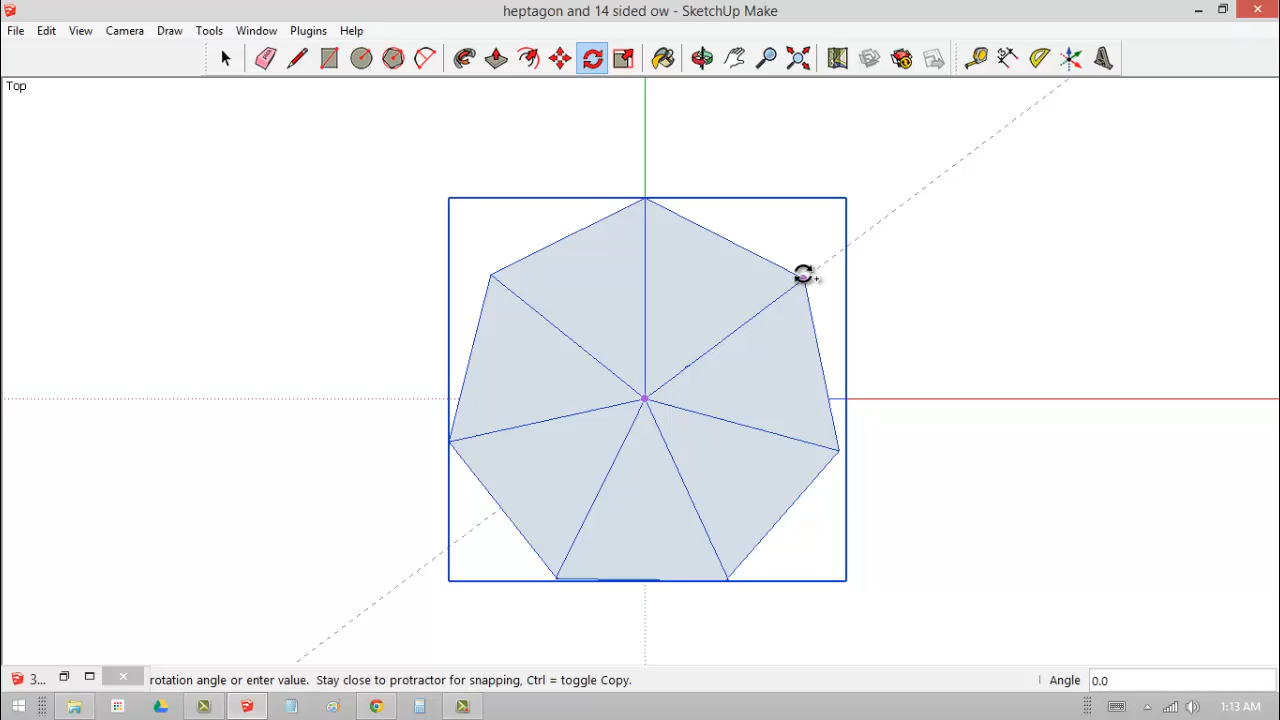 heptagon and 14 sided ow - SketchUp Make
File Edit View Camera Draw Tools Window Plugins Help
Top
3... rotation angle or enter value. Stay close to protractor for snapping, Ctrl = toggle Copy. Angle 0.0
1:13 AM